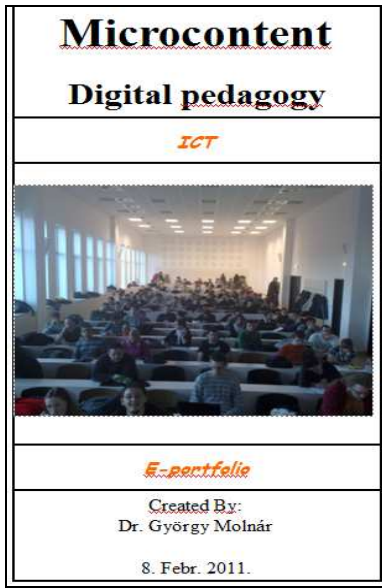 Microcontent
Digital pedagogy
ICT
E-portfolio
Created By:
Dr. György Molnár
8. Febr. 2011.